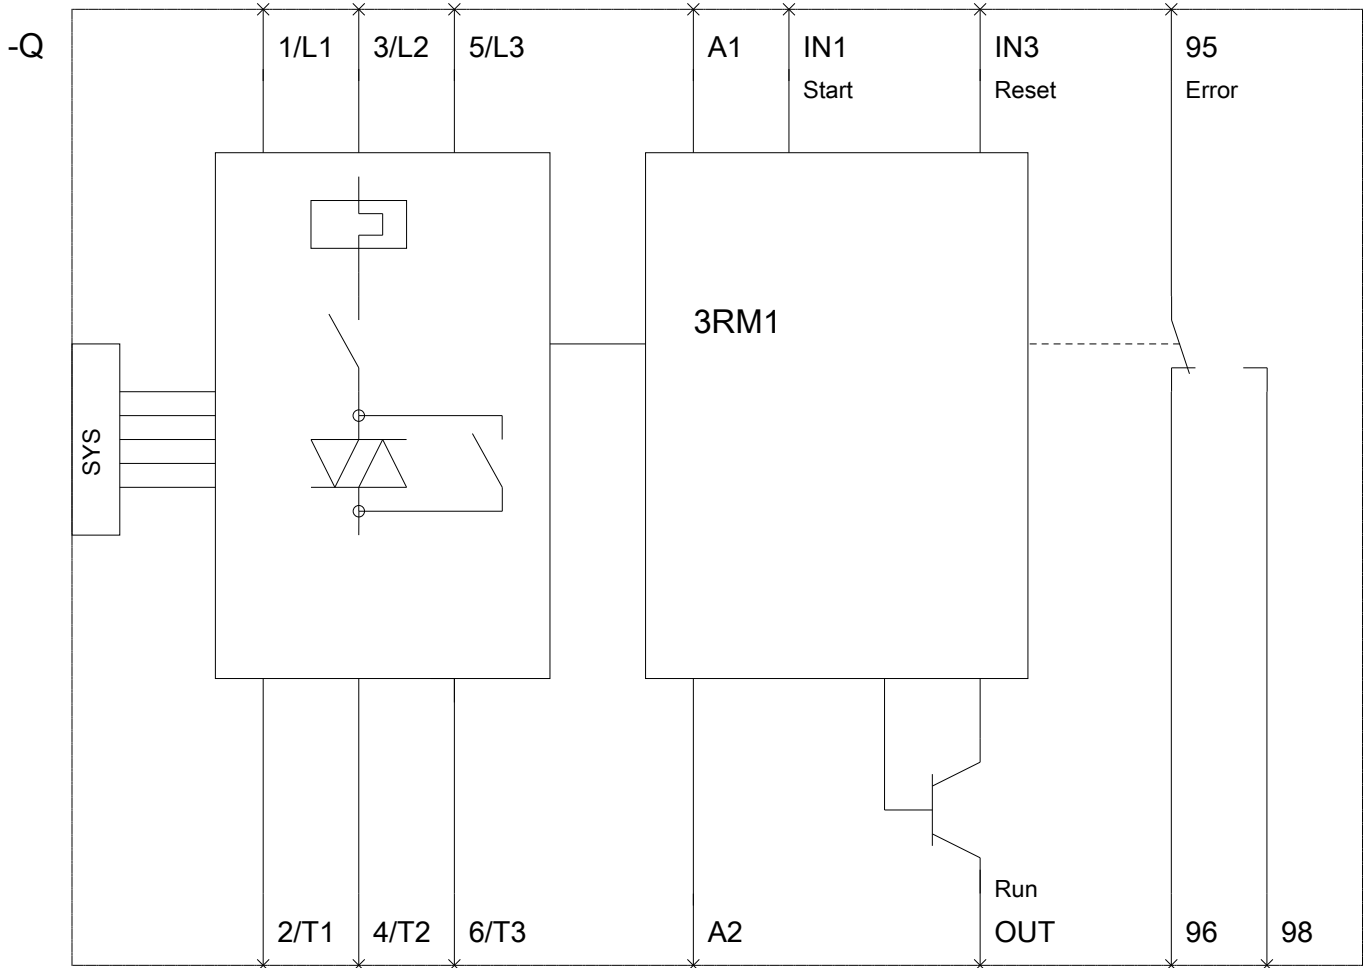 -Q
1/L1 3/L2 5/L3 A1 IN1 IN3 95
Start Reset Error
3RM1
SYS
Run
2/T1 4/T2 6/T3 A2 OUT 96 98